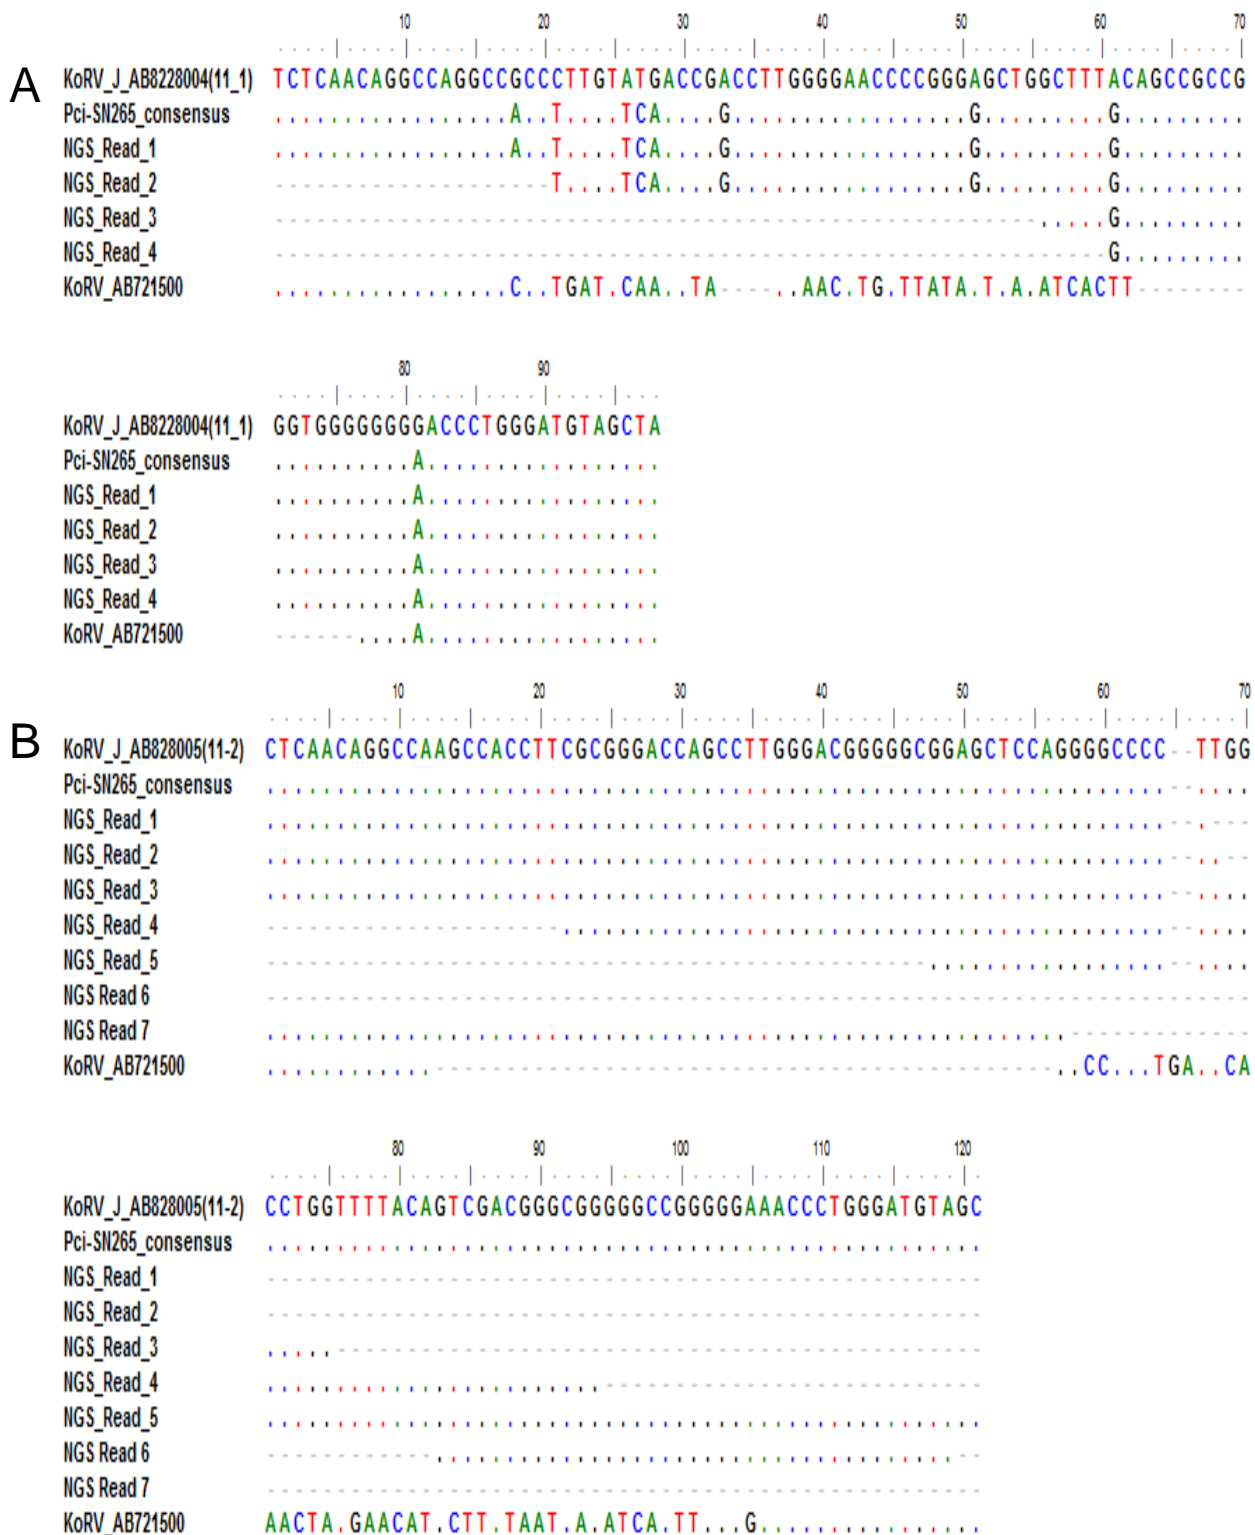 10 20 30 40 50 60 70
A
KoRV_J_AB8228004(11_1) TCTCAACAGGCCAGGCCGCCCTTGTATGACCGACCTTGGGGAACCCCGGGAGCTGGCTTTACAGCCGCCG
Pci-SN265_consensus .................A..T....TCA....G.................G.........G.........
NGS_Read_1 .................A..T....TCA....G.................G.........G.........
NGS_Read_2 --------------------T....TCA....G.................G.........G.........
NGS_Read_3 -------------------------------------------------------.....G.........
NGS_Read_4 ------------------------------------------------------------G.........
KoRV_AB721500 .................C..TGAT.CAA..TA----..AAC.TG.TTATA.T.A.ATCACTT--------
80 90
KoRV_J_AB8228004(11_1) GGTGGGGGGGGACCCTGGGATGTAGCTA
Pci-SN265_consensus ..........A.................
NGS_Read_1 ..........A.................
NGS_Read_2 ..........A.................
NGS_Read_3 ..........A.................
NGS_Read_4 ..........A.................
KoRV_AB721500 ------....A.................
10 20 30 40 50 60 70
B
KoRV_J_AB828005(11-2) CTCAACAGGCCAAGCCACCTTCGCGGGACCAGCCTTGGGACGGGGGCGGAGCTCCAGGGGCCCC--TTGG
Pci-SN265_consensus ................................................................--....
NGS_Read_1 ................................................................--.---
NGS_Read_2 ................................................................--..--
NGS_Read_3 ................................................................--....
NGS_Read_4 ---------------------...........................................--....
NGS_Read_5 -----------------------------------------------.................--....
NGS Read 6 ----------------------------------------------------------------------
NGS Read 7 .........................................................-------------
KoRV_AB721500 ............--------------------------------------------..CC...TGA..CA
80 90 100 110 120
KoRV_J_AB828005(11-2) CCTGGTTTTACAGTCGACGGGCGGGGGCCGGGGGAAACCCTGGGATGTAGC
Pci-SN265_consensus ...................................................
NGS_Read_1 ---------------------------------------------------
NGS_Read_2 ---------------------------------------------------
NGS_Read_3 .....----------------------------------------------
NGS_Read_4 ........................---------------------------
NGS_Read_5 ...................................................
NGS Read 6 ------------.....................................--
NGS Read 7 ---------------------------------------------------
KoRV_AB721500 AACTA.GAACAT.CTT.TAAT.A.ATCA.TT...G................